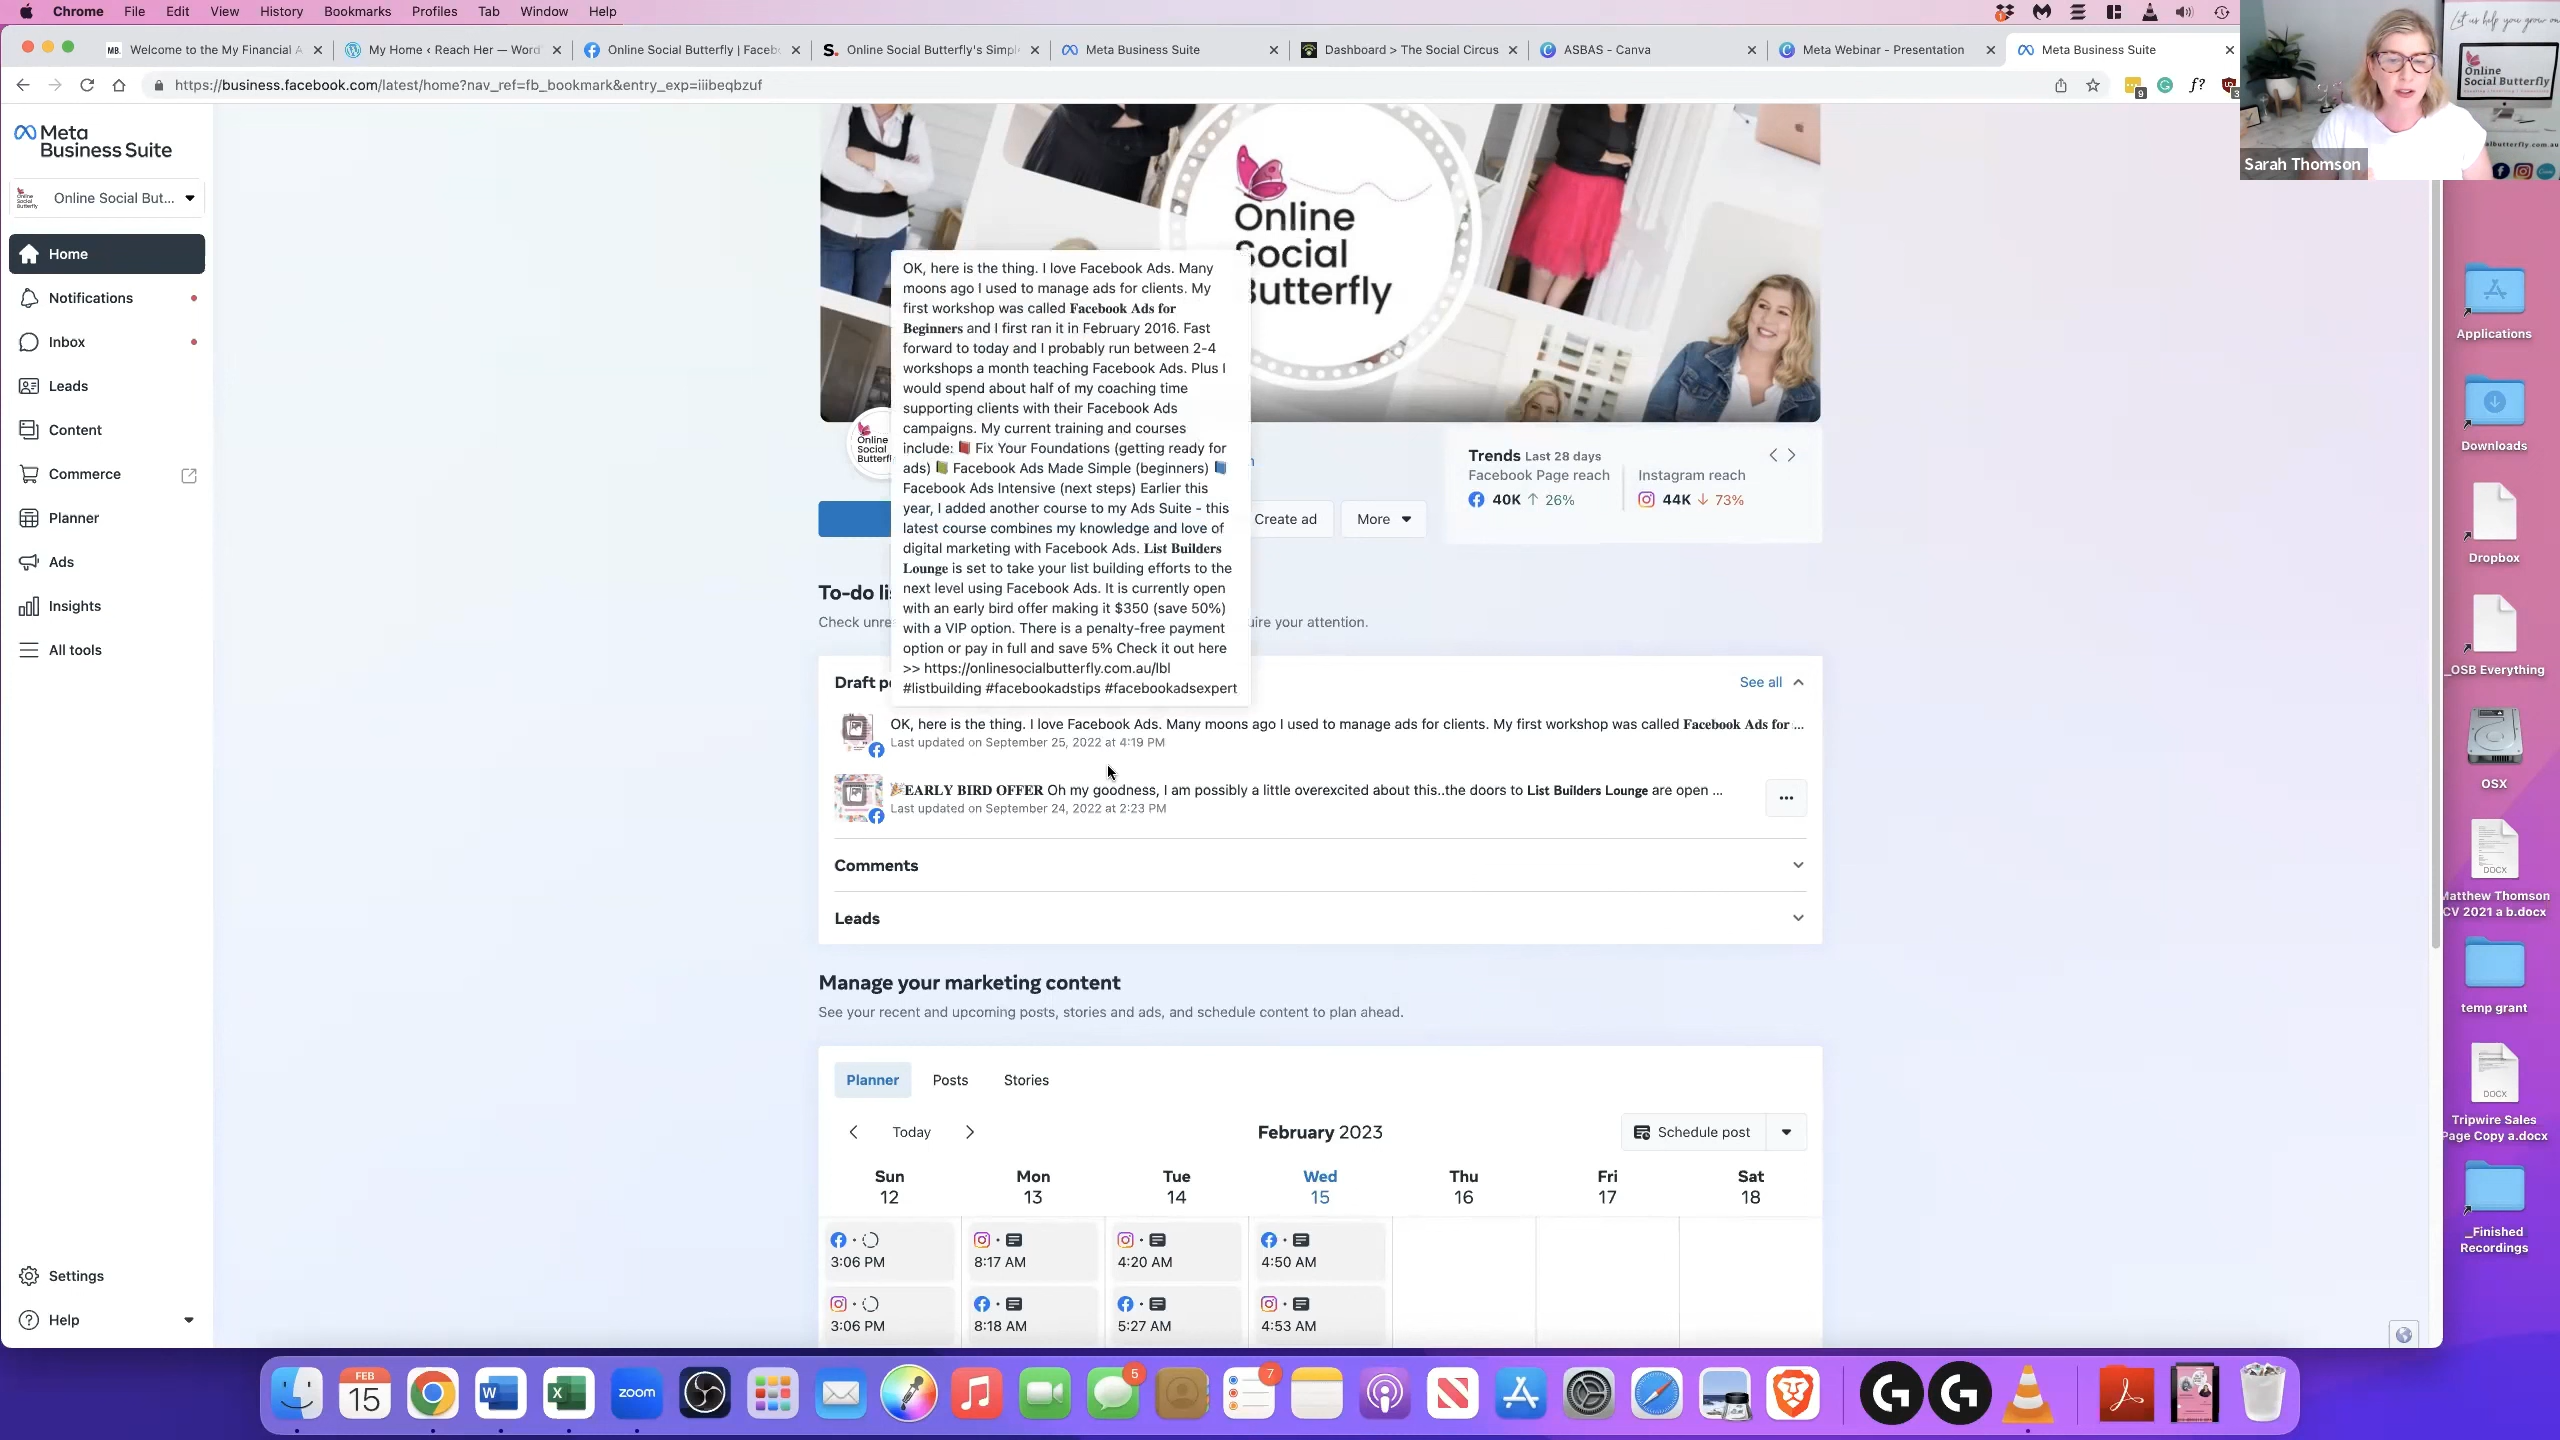 Chrome File Edit View History Bookmarks Profiles Tab Window Help
MB. Welcome to the My Financial A
My Home ‹ Reach Her — Word
Online Social Butterfly | Faceb
S. Online Social Butterfly's Simpl
Meta Business Suite
Dashboard > The Social Circus
ASBAS - Canva
Meta Webinar - Presentation
Meta Business Suite
https://business.facebook.com/latest/home?nav_ref=fb_bookmark&entry_exp=iiibeqbzuf
f?
9
3
Let us help you grow
Online
Social Butterfly
Sarah Thomson
Meta
Business Suite
Online Social But...
Home
Notifications
Inbox
Leads
Content
Commerce
Planner
Ads
Insights
All tools
Settings
Help
Online
Social
Butterfly
OK, here is the thing. I love Facebook Ads. Many
moons ago I used to manage ads for clients. My
first workshop was called Facebook Ads for
Beginners and I first ran it in February 2016. Fast
forward to today and I probably run between 2-4
workshops a month teaching Facebook Ads. Plus I
would spend about half of my coaching time
supporting clients with their Facebook Ads
campaigns. My current training and courses
include: 📕 Fix Your Foundations (getting ready for
ads) 📗 Facebook Ads Made Simple (beginners) 📘
Facebook Ads Intensive (next steps) Earlier this
year, I added another course to my Ads Suite - this
latest course combines my knowledge and love of
digital marketing with Facebook Ads. List Builders
Lounge is set to take your list building efforts to the
next level using Facebook Ads. It is currently open
with an early bird offer making it $350 (save 50%)
with a VIP option. There is a penalty-free payment
option or pay in full and save 5% Check it out here
>> https://onlinesocialbutterfly.com.au/lbl
#listbuilding #facebookadstips #facebookadsexpert
Online
Social
Butterfl
Create ad
More
Trends Last 28 days
Facebook Page reach
40K ↑ 26%
Instagram reach
44K ↓ 73%
To-do li
Check unre
uire your attention.
Draft p
See all
OK, here is the thing. I love Facebook Ads. Many moons ago I used to manage ads for clients. My first workshop was called Facebook Ads for ...
Last updated on September 25, 2022 at 4:19 PM
🎉EARLY BIRD OFFER Oh my goodness, I am possibly a little overexcited about this..the doors to List Builders Lounge are open ...
Last updated on September 24, 2022 at 2:23 PM
Comments
Leads
Manage your marketing content
See your recent and upcoming posts, stories and ads, and schedule content to plan ahead.
Planner Posts Stories
Today
February 2023
Schedule post
Sun Mon Tue Wed Thu Fri Sat
12 13 14 15 16 17 18
3:06 PM 8:17 AM 4:20 AM 4:50 AM
3:06 PM 8:18 AM 5:27 AM 4:53 AM
Applications
Downloads
Dropbox
_OSB Everything
OSX
DOCX
Matthew Thomson
CV 2021 a b.docx
temp grant
DOCX
Tripwire Sales
Page Copy a.docx
_Finished
Recordings
FEB
15
W
X
zoom
5
7